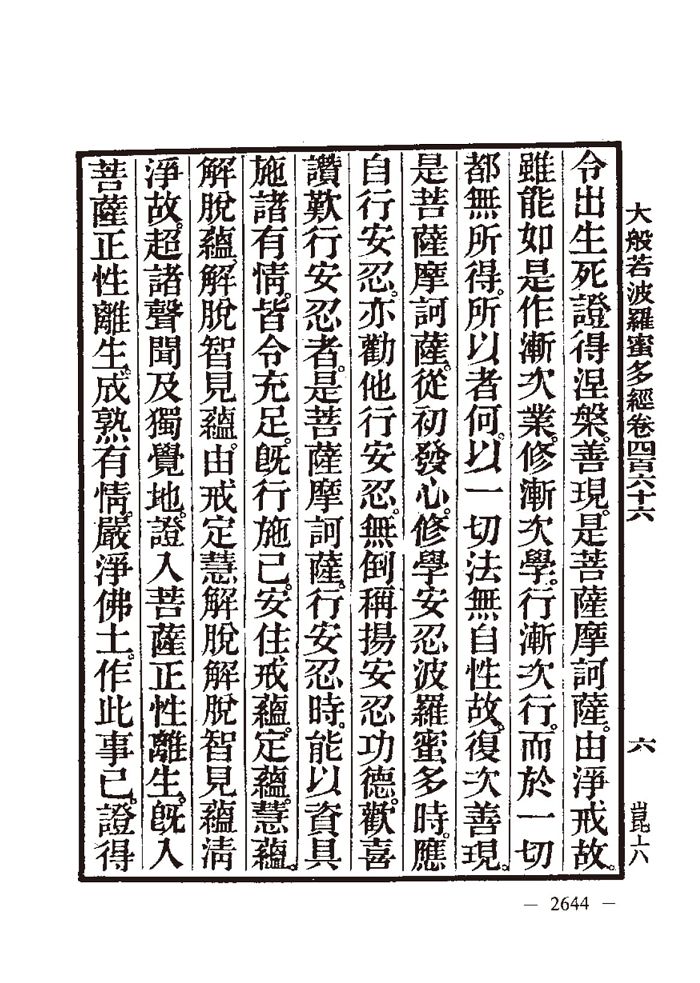 大般若波羅蜜多經卷四百六十六 六 崑上六
令出生死證得涅槃。善現。是菩薩摩訶薩。由淨戒故。
雖能如是作漸次業。修漸次學。行漸次行。而於一切
都無所得。所以者何。以一切法無自性故。復次善現。
是菩薩摩訶薩。從初發心。修學安忍波羅蜜多時。應
自行安忍。亦勸他行安忍。無倒稱揚安忍功德。歡喜
讚歎行安忍者。是菩薩摩訶薩。行安忍時。能以資具
施諸有情。皆令充足。旣行施已。安住戒蘊。定蘊。慧蘊。
解脫蘊。解脫智見蘊。由戒定慧。解脫解脫智見蘊淸
淨故。超諸聲聞及獨覺地。證入菩薩正性離生。旣入
菩薩正性離生。成熟有情。嚴淨佛土。作此事已。證得
— 2644 —